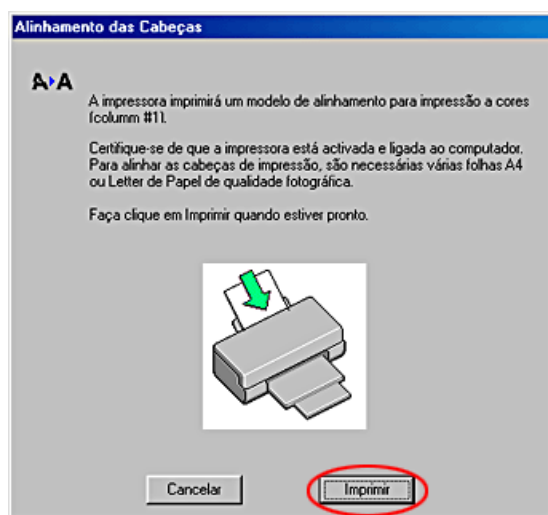 Alinhamento das Cabeças
A▸A
A impressora imprimirá um modelo de alinhamento para impressão a cores
(columm #1).
Certifique-se de que a impressora está activada e ligada ao computador.
Para alinhar as cabeças de impressão, são necessárias várias folhas A4
ou Letter de Papel de qualidade fotográfica.
Faça clique em Imprimir quando estiver pronto.
Cancelar
Imprimir